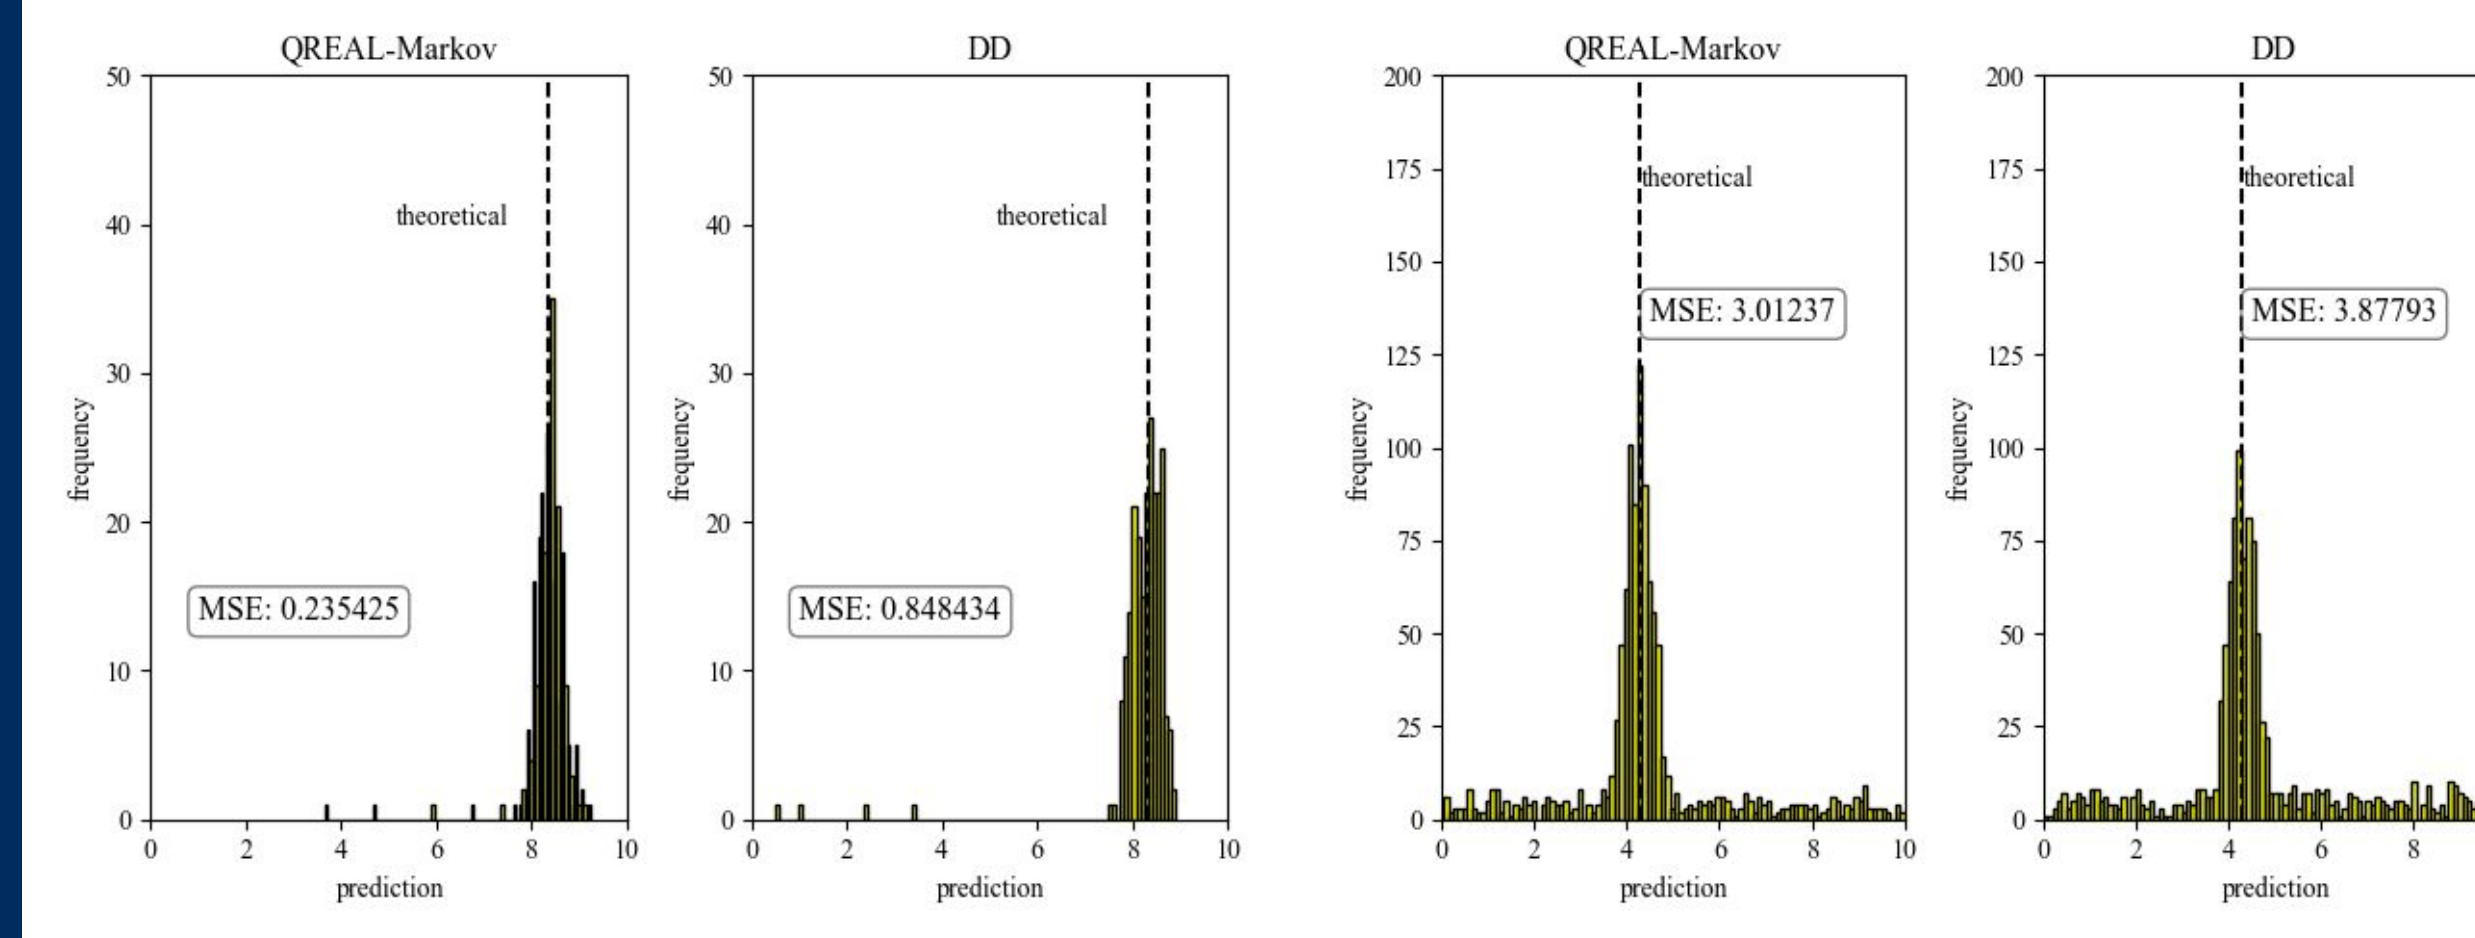 QREAL-Markov
DD
QREAL-Markov
DD
50
40
30
20
10
0
frequency
theoretical
MSE: 0.235425
0 2 4 6 8 10
prediction
50
40
30
20
10
0
frequency
theoretical
MSE: 0.848434
0 2 4 6 8 10
prediction
200
175
150
125
100
75
50
25
0
frequency
theoretical
MSE: 3.01237
0 2 4 6 8 10
prediction
200
175
150
125
100
75
50
25
0
frequency
theoretical
MSE: 3.87793
0 2 4 6 8
prediction